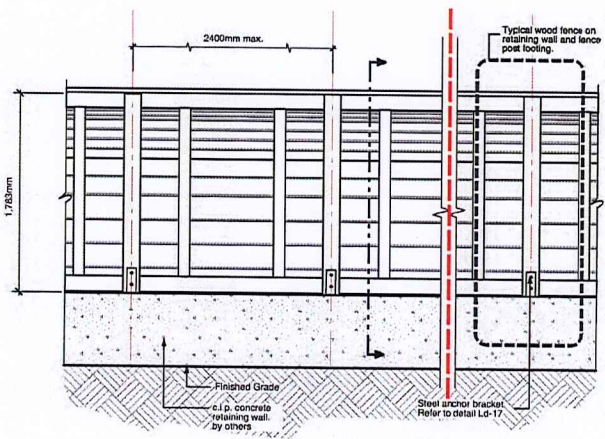 2400mm max.
Typical wood fence on
retaining wall and fence
post footing.
1,783mm
Finished Grade
c.i.p. concrete
retaining wall
by others
Steel anchor bracket
Refer to detail Ld-17